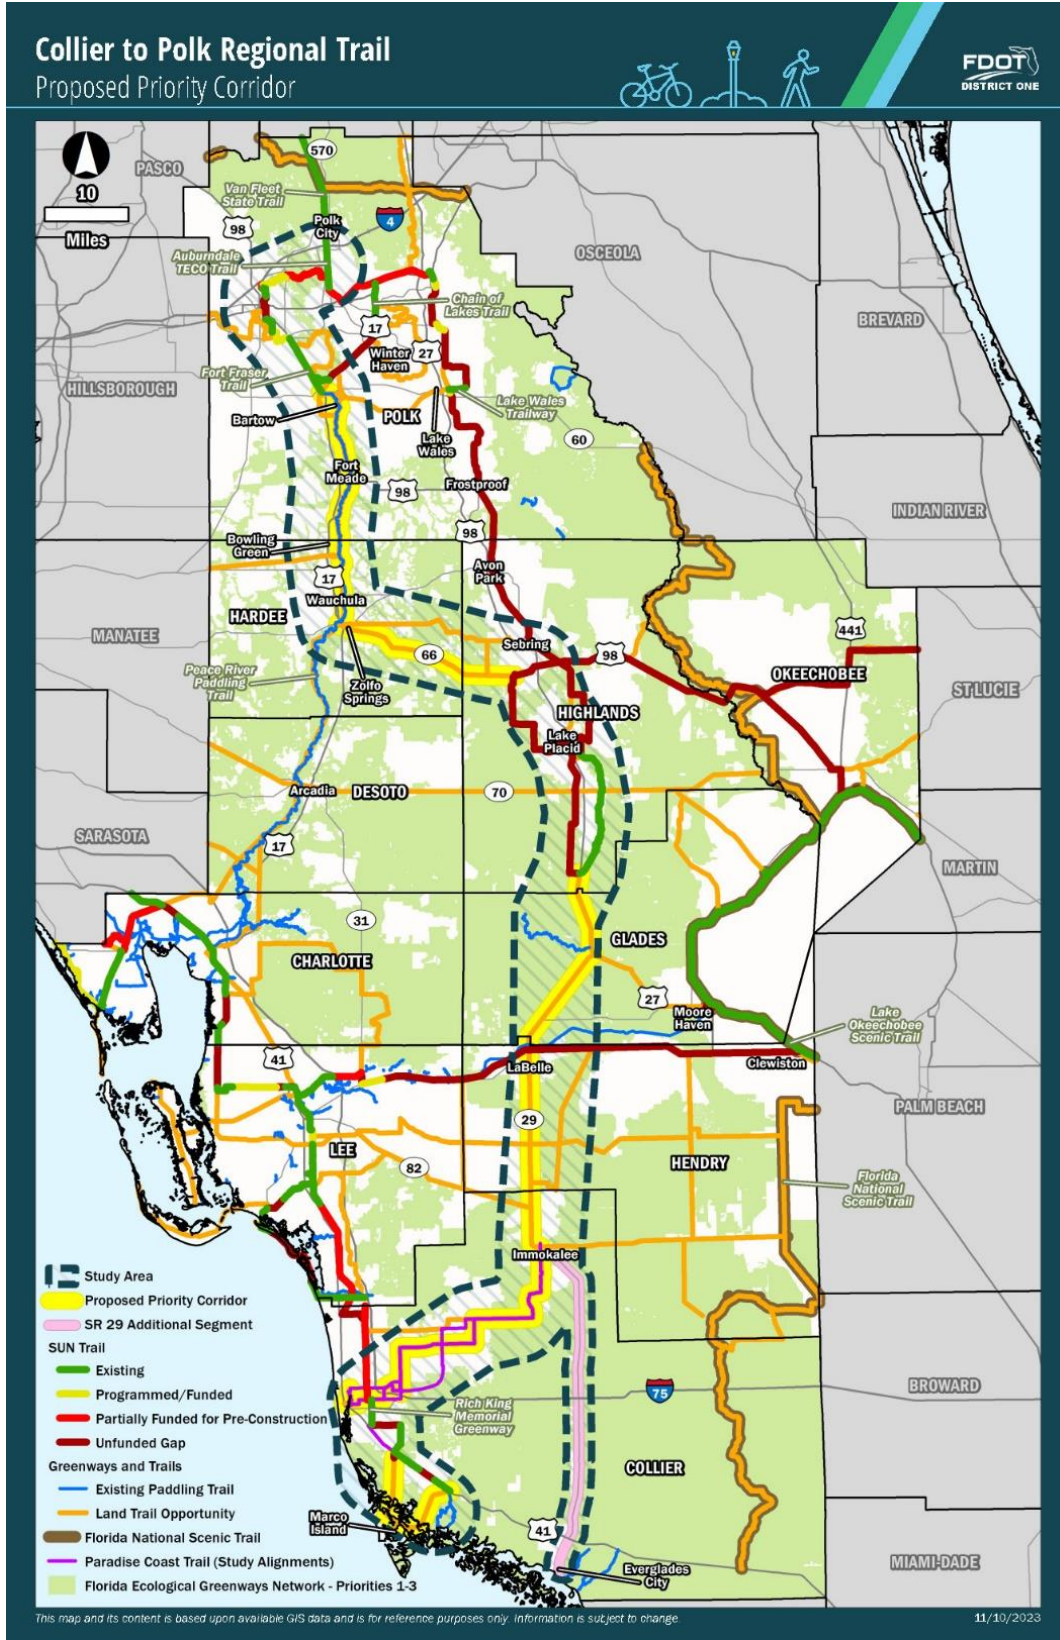 Collier to Polk Regional Trail
Proposed Priority Corridor
FDOT
DISTRICT ONE
10
Miles
PASCO
570
Van Fleet
State Trail
98
Polk
City
4
OSCEOLA
Auburndale
TECO Trail
Chain of
Lakes Trail
17
BREVARD
Winter
Haven
27
Fort Fraser
Trail
HILLSBOROUGH
Lake Wales
Trailway
Bartow
POLK
Lake
Wales
60
Fort
Meade
98
Frostproof
INDIAN RIVER
98
Bowling
Green
Avon
Park
17
Wauchula
HARDEE
MANATEE
441
Sebring
66
98
Peace River
Paddling
Trail
Zolfo
Springs
OKEECHOBEE
ST LUCIE
HIGHLANDS
Lake
Placid
Arcadia
DESOTO
70
SARASOTA
17
MARTIN
31
GLADES
CHARLOTTE
27
Moore
Haven
Lake
Okeechobee
Scenic Trail
41
LaBelle
Clewiston
PALM BEACH
29
LEE
82
HENDRY
Florida
National
Scenic Trail
Immokalee
Study Area
Proposed Priority Corridor
SR 29 Additional Segment
SUN Trail
Existing
Programmed/Funded
Partially Funded for Pre-Construction
Unfunded Gap
Greenways and Trails
Existing Paddling Trail
Land Trail Opportunity
Florida National Scenic Trail
Paradise Coast Trail (Study Alignments)
Florida Ecological Greenways Network - Priorities 1-3
75
BROWARD
Rich King
Memorial
Greenway
COLLIER
Marco
Island
41
Everglades
City
MIAMI-DADE
This map and its content is based upon available GIS data and is for reference purposes only. Information is subject to change.
11/10/2023